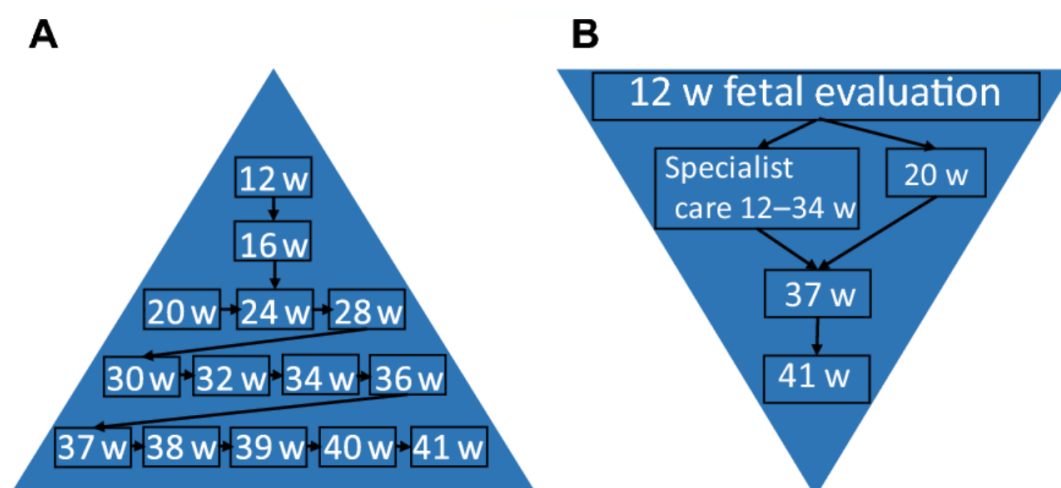 A
12 w
16 w
20 w 24 w 28 w
30 w 32 w 34 w 36 w
37 w 38 w 39 w 40 w 41 w
B
12 w fetal evaluation
Specialist
care 12–34 w
20 w
37 w
41 w